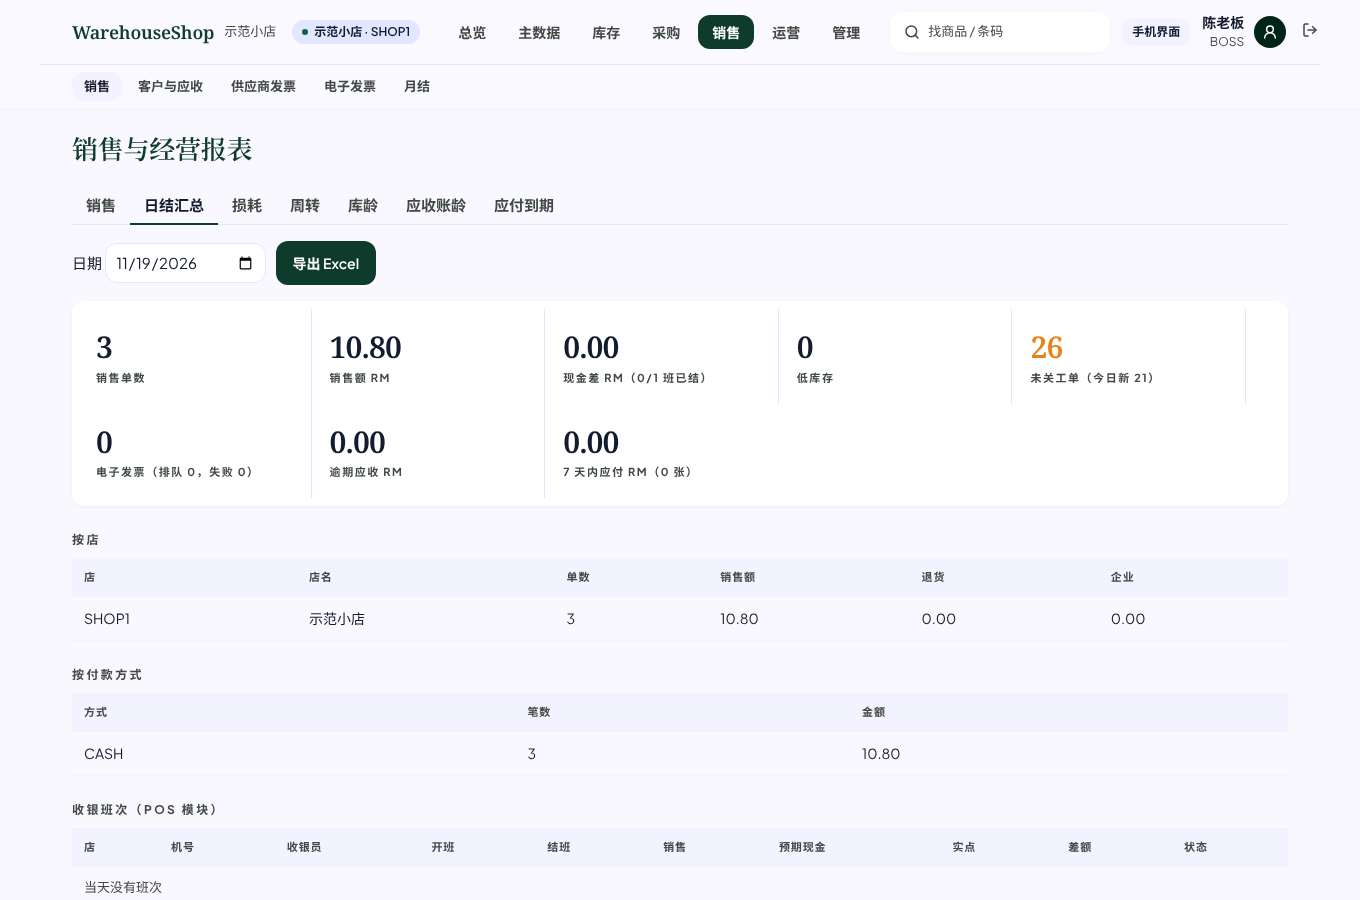 WarehouseShop 示范小店 示范小店 · SHOP1 总览 主数据 库存 采购 销售 运营 管理 找商品 / 条码 手机界面 陈老板
BOSS
销售 客户与应收 供应商发票 电子发票 月结
销售与经营报表
销售 日结汇总 损耗 周转 库龄 应收账龄 应付到期
日期 11/19/2026 导出 Excel
3 10.80 0.00 0 26
销售单数 销售额 RM 现金差 RM（0/1 班已结） 低库存 未关工单（今日新 21）
0 0.00 0.00
电子发票（排队 0，失败 0） 逾期应收 RM 7 天内应付 RM（0 张）
按店
店 店名 单数 销售额 退货 企业
SHOP1 示范小店 3 10.80 0.00 0.00
按付款方式
方式 笔数 金额
CASH 3 10.80
收银班次（POS 模块）
店 机号 收银员 开班 结班 销售 预期现金 实点 差额 状态
当天没有班次